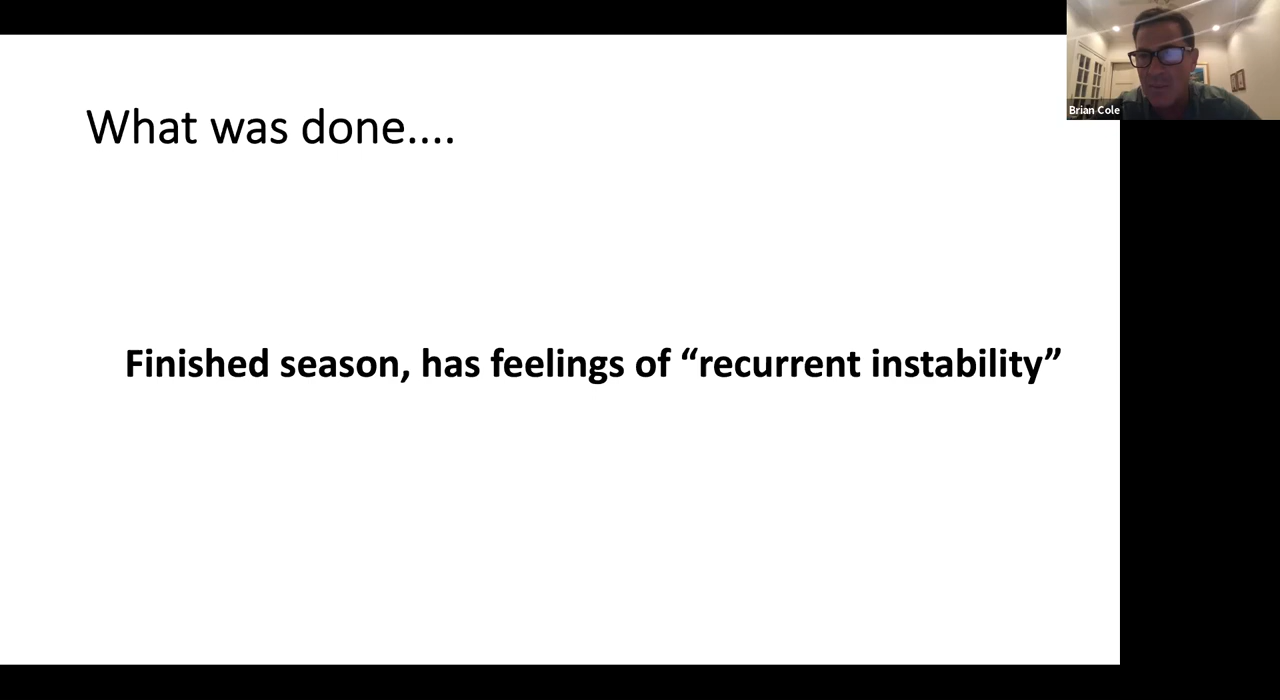 Brian Cole
What was done....
Finished season, has feelings of “recurrent instability”